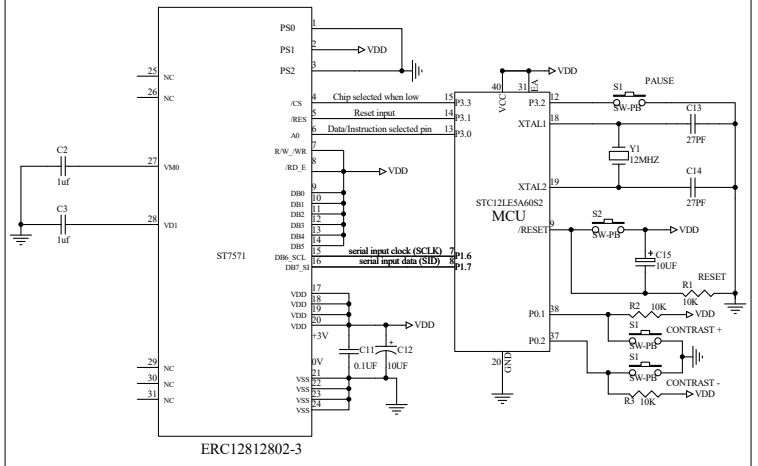 PS0 1
PS1 2 VDD
PS2 3
25 NC
26 NC
/CS 4 Chip selected when low 15 P3.3
/RES 5 Reset input 14 P3.1
A0 6 Data/Instruction selected pin 13 P3.0
R/W_/WR 7
/RD_E 8 VDD
DB0 9
DB1 10
DB2 11
DB3 12
DB4 13
DB5 14
DB6_SCL 15 serial input clock (SCLK) 7 P1.6
DB7_SI 16 serial input data (SID) 8 P1.7
C2
1uf
27 VM0
C3
1uf
28 VD1
ST7571
VDD 17
VDD 18
VDD 19
VDD 20 VDD
+3V
0V
C11
0.1UF
C12
10UF
+
VSS 21
VSS 22
VSS 23
VSS 24
29 NC
30 NC
31 NC
ERC12812802-3
40 VCC
31 EA
VDD
P3.2 12
S1
SW-PB
PAUSE
XTAL1 18
C13
27PF
Y1
12MHZ
XTAL2 19
C14
27PF
STC12LE5A60S2
MCU
/RESET 9
S2
SW-PB
VDD
+
C15
10UF
RESET
R1
10K
P0.1 38
R2 10K VDD
S1
SW-PB
CONTRAST +
P0.2 37
S1
SW-PB
CONTRAST -
R3 10K VDD
20 GND